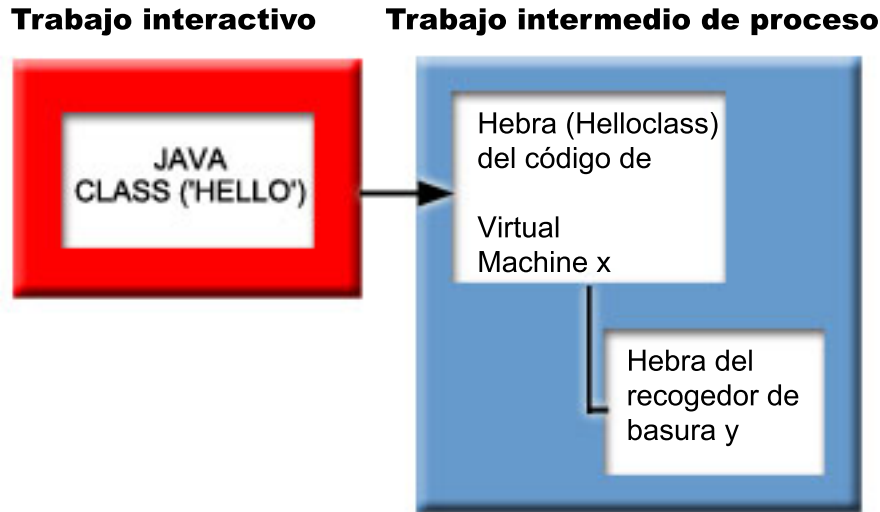 Trabajo interactivo
Trabajo intermedio de proceso
JAVA
CLASS ('HELLO')
Hebra (Helloclass)
del código de
Virtual
Machine x
Hebra del
recogedor de
basura y